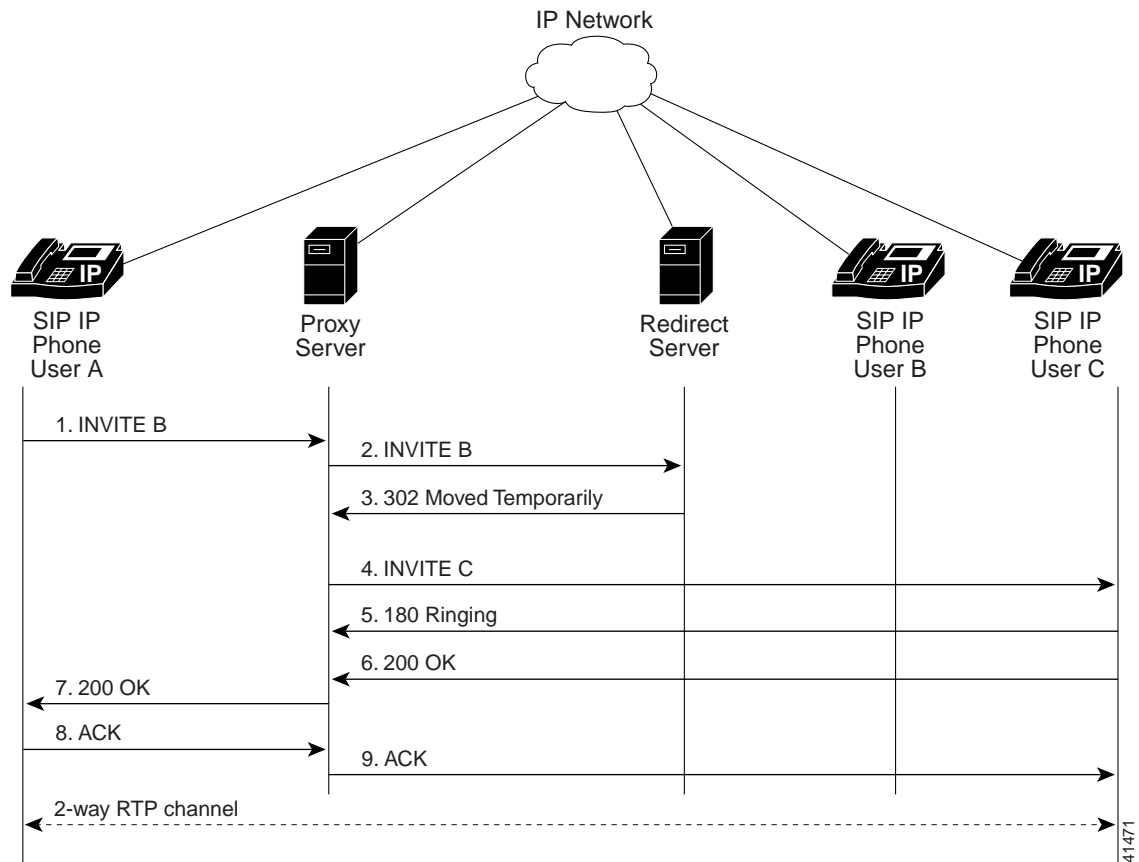 IP Network
IP
IP
IP
SIP IP
Phone
User A
Proxy
Server
Redirect
Server
SIP IP
Phone
User B
SIP IP
Phone
User C
1. INVITE B
2. INVITE B
3. 302 Moved Temporarily
4. INVITE C
5. 180 Ringing
6. 200 OK
7. 200 OK
8. ACK
9. ACK
2-way RTP channel
41471